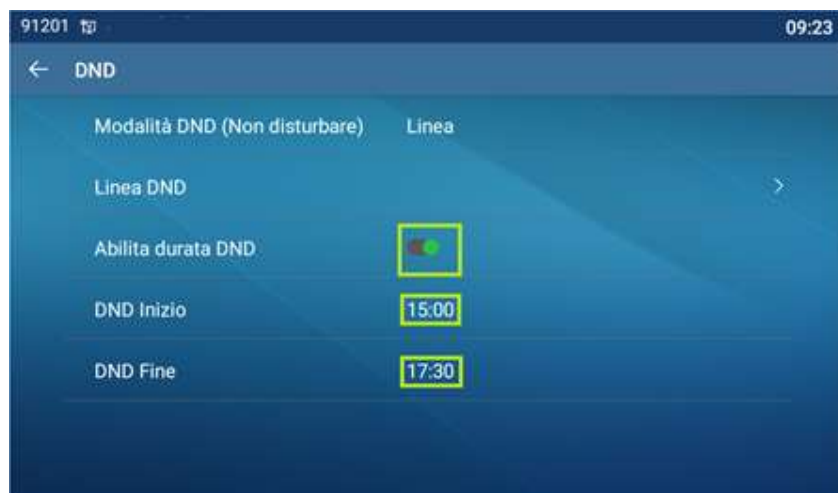 91201 09:23
← DND
Modalità DND (Non disturbare) Linea
Linea DND >
Abilita durata DND
DND Inizio 15:00
DND Fine 17:30